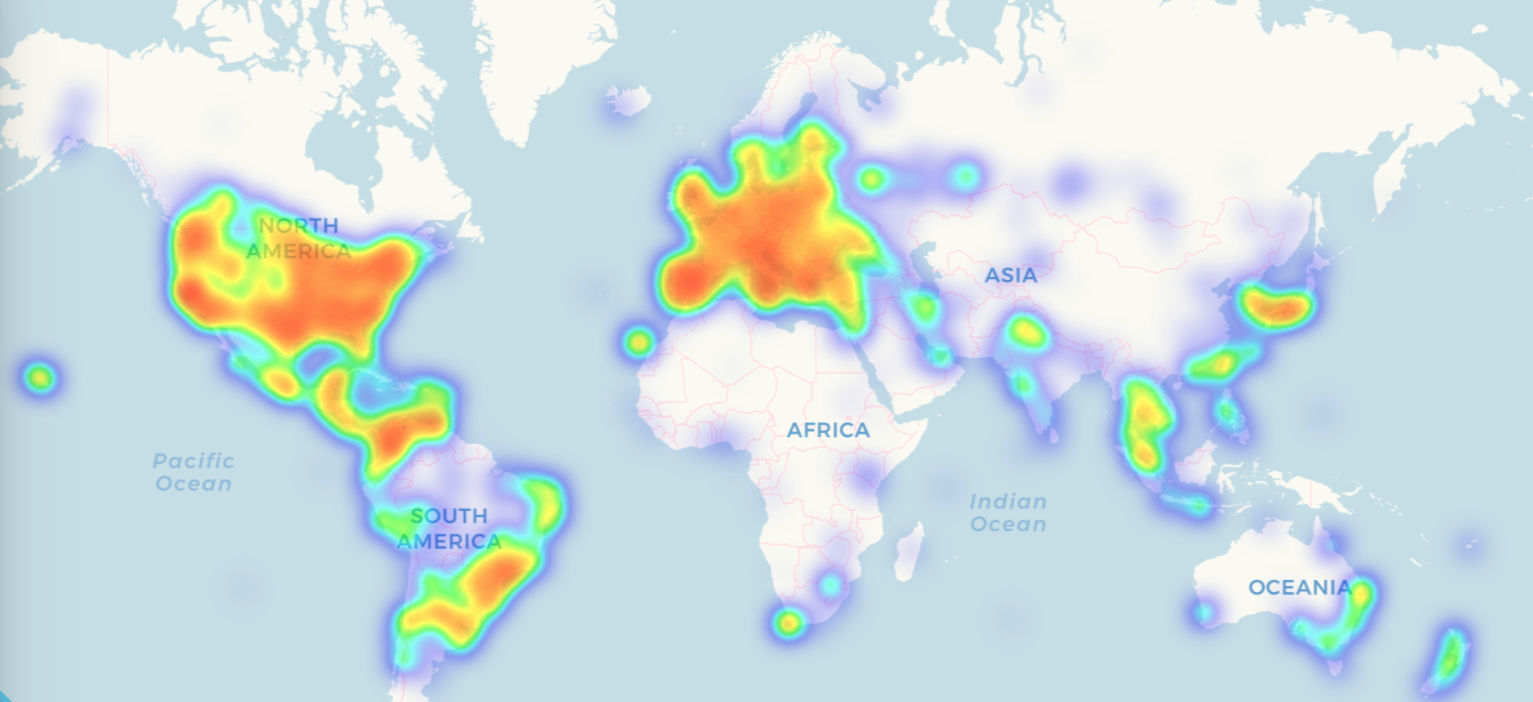 NORTH
AMERICA
ASIA
AFRICA
Pacific
Ocean
Indian
Ocean
SOUTH
AMERICA
OCEANIA